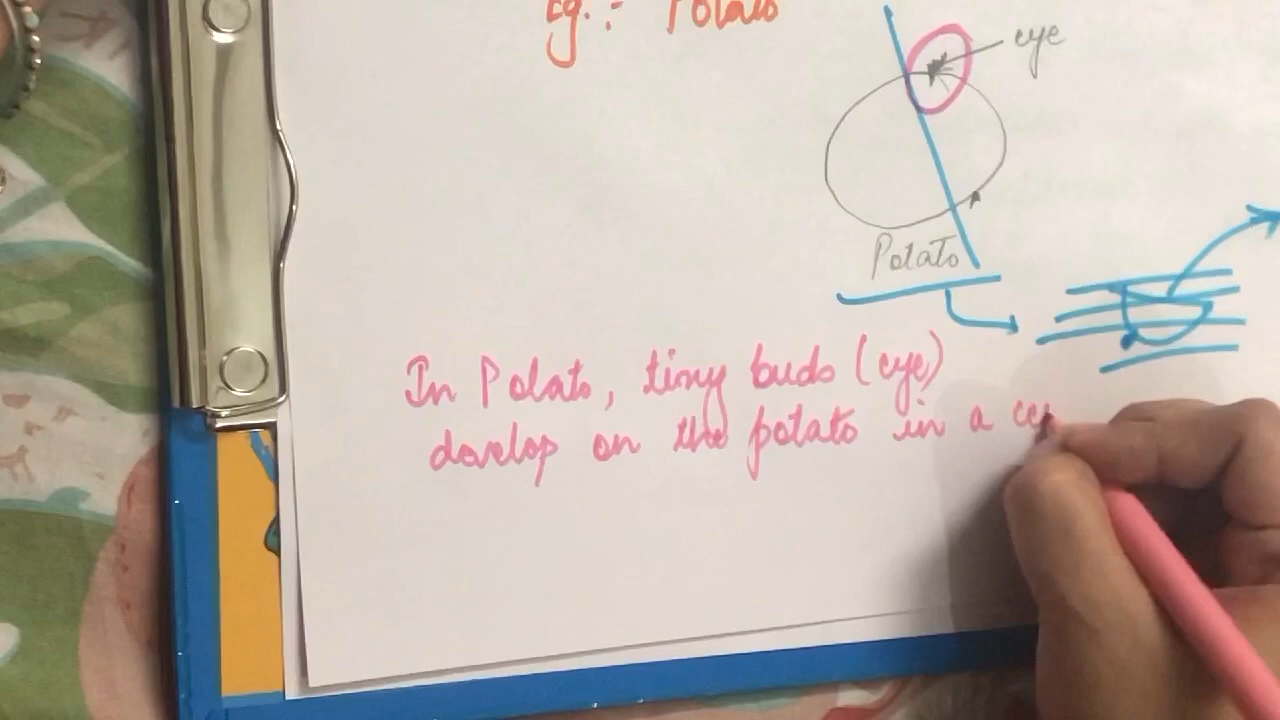 Eg. :- Potato
eye
Potato
In Potato, tiny buds (eye)
develop on the potato in a